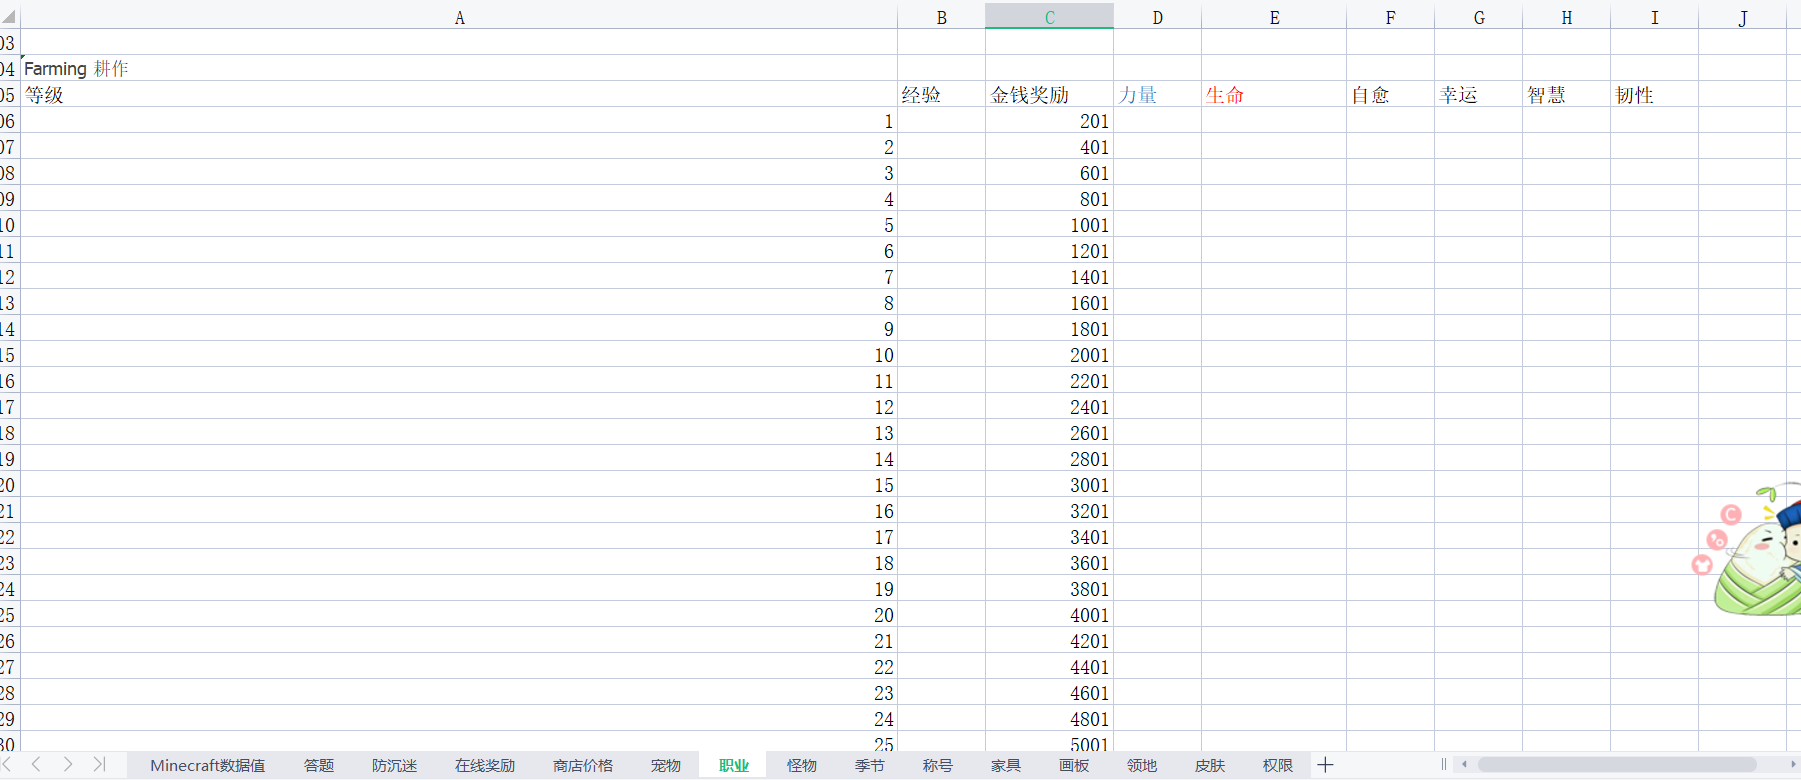 A B C D E F G H I J
03
04 Farming 耕作
05 等级 经验 金钱奖励 力量 生命 自愈 幸运 智慧 韧性
06 1 201
07 2 401
08 3 601
09 4 801
10 5 1001
11 6 1201
12 7 1401
13 8 1601
14 9 1801
15 10 2001
16 11 2201
17 12 2401
18 13 2601
19 14 2801
20 15 3001
21 16 3201
22 17 3401
23 18 3601
24 19 3801
25 20 4001
26 21 4201
27 22 4401
28 23 4601
29 24 4801
30 25 5001
Minecraft数据值 答题 防沉迷 在线奖励 商店价格 宠物 职业 怪物 季节 称号 家具 画板 领地 皮肤 权限